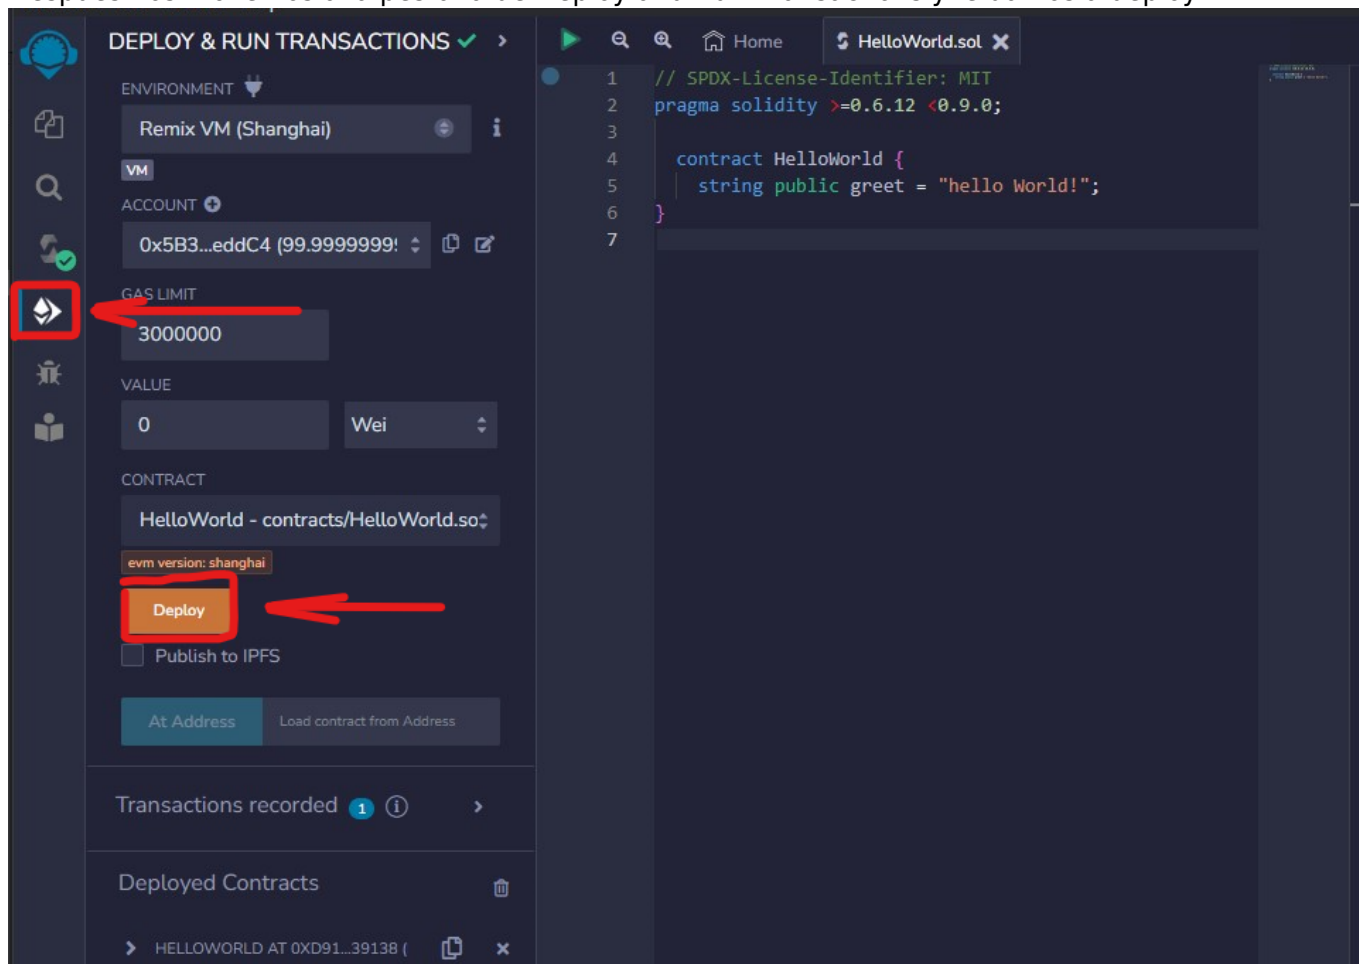 DEPLOY & RUN TRANSACTIONS
ENVIRONMENT
Remix VM (Shanghai)
VM
ACCOUNT
0x5B3...eddC4 (99.9999999
GAS LIMIT
3000000
VALUE
0
Wei
CONTRACT
HelloWorld - contracts/HelloWorld.so
evm version: shanghai
Deploy
Publish to IPFS
At Address
Load contract from Address
Transactions recorded 1 i
Deployed Contracts
HELLOWORLD AT 0XD91...39138 (
Home
HelloWorld.sol
1 // SPDX-License-Identifier: MIT
2 pragma solidity >=0.6.12 <0.9.0;
3
4 contract HelloWorld {
5 string public greet = "hello World!";
6 }
7